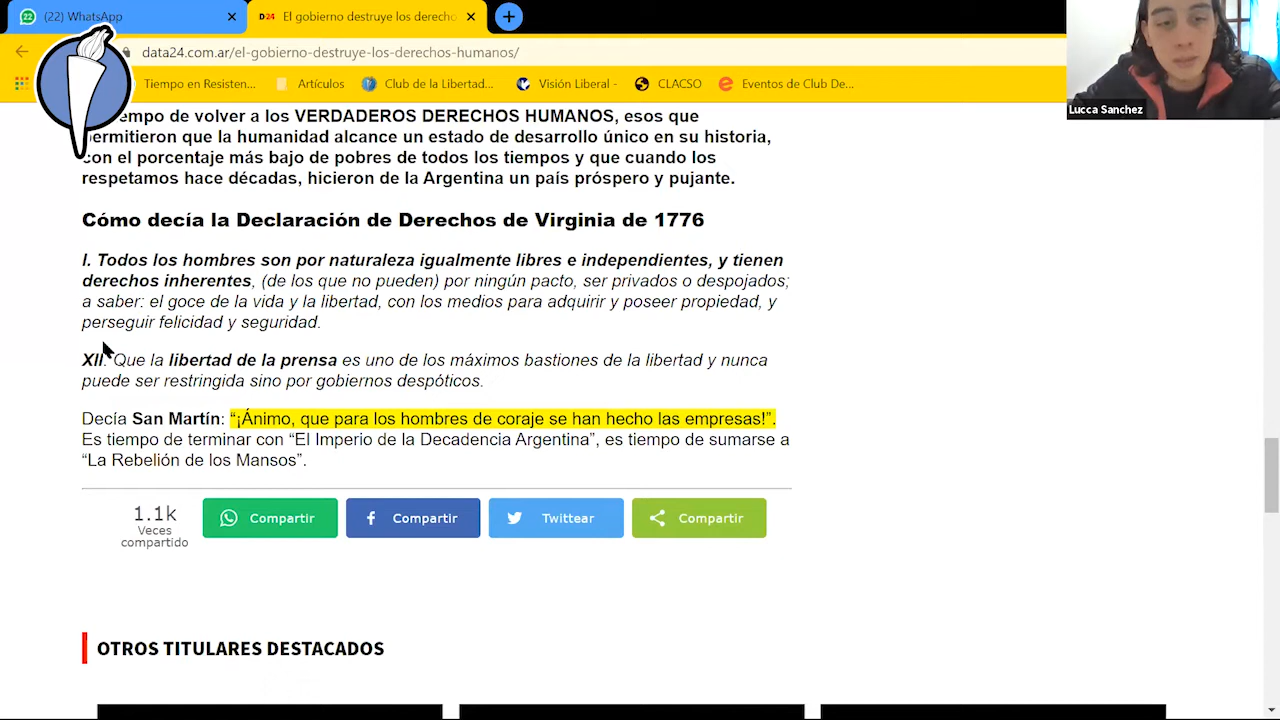 (22) WhatsApp
D24 El gobierno destruye los derecho
data24.com.ar/el-gobierno-destruye-los-derechos-humanos/
Tiempo en Resisten... Artículos Club de la Libertad... Visión Liberal - CLACSO Eventos de Club De...
Lucca Sanchez
empo de volver a los VERDADEROS DERECHOS HUMANOS, esos que
permitieron que la humanidad alcance un estado de desarrollo único en su historia,
con el porcentaje más bajo de pobres de todos los tiempos y que cuando los
respetamos hace décadas, hicieron de la Argentina un país próspero y pujante.
Cómo decía la Declaración de Derechos de Virginia de 1776
I. Todos los hombres son por naturaleza igualmente libres e independientes, y tienen
derechos inherentes, (de los que no pueden) por ningún pacto, ser privados o despojados;
a saber: el goce de la vida y la libertad, con los medios para adquirir y poseer propiedad, y
perseguir felicidad y seguridad.
XII. Que la libertad de la prensa es uno de los máximos bastiones de la libertad y nunca
puede ser restringida sino por gobiernos despóticos.
Decía San Martín: “¡Ánimo, que para los hombres de coraje se han hecho las empresas!”.
Es tiempo de terminar con “El Imperio de la Decadencia Argentina”, es tiempo de sumarse a
“La Rebelión de los Mansos”.
1.1k
Veces
compartido
Compartir Compartir Twittear Compartir
OTROS TITULARES DESTACADOS